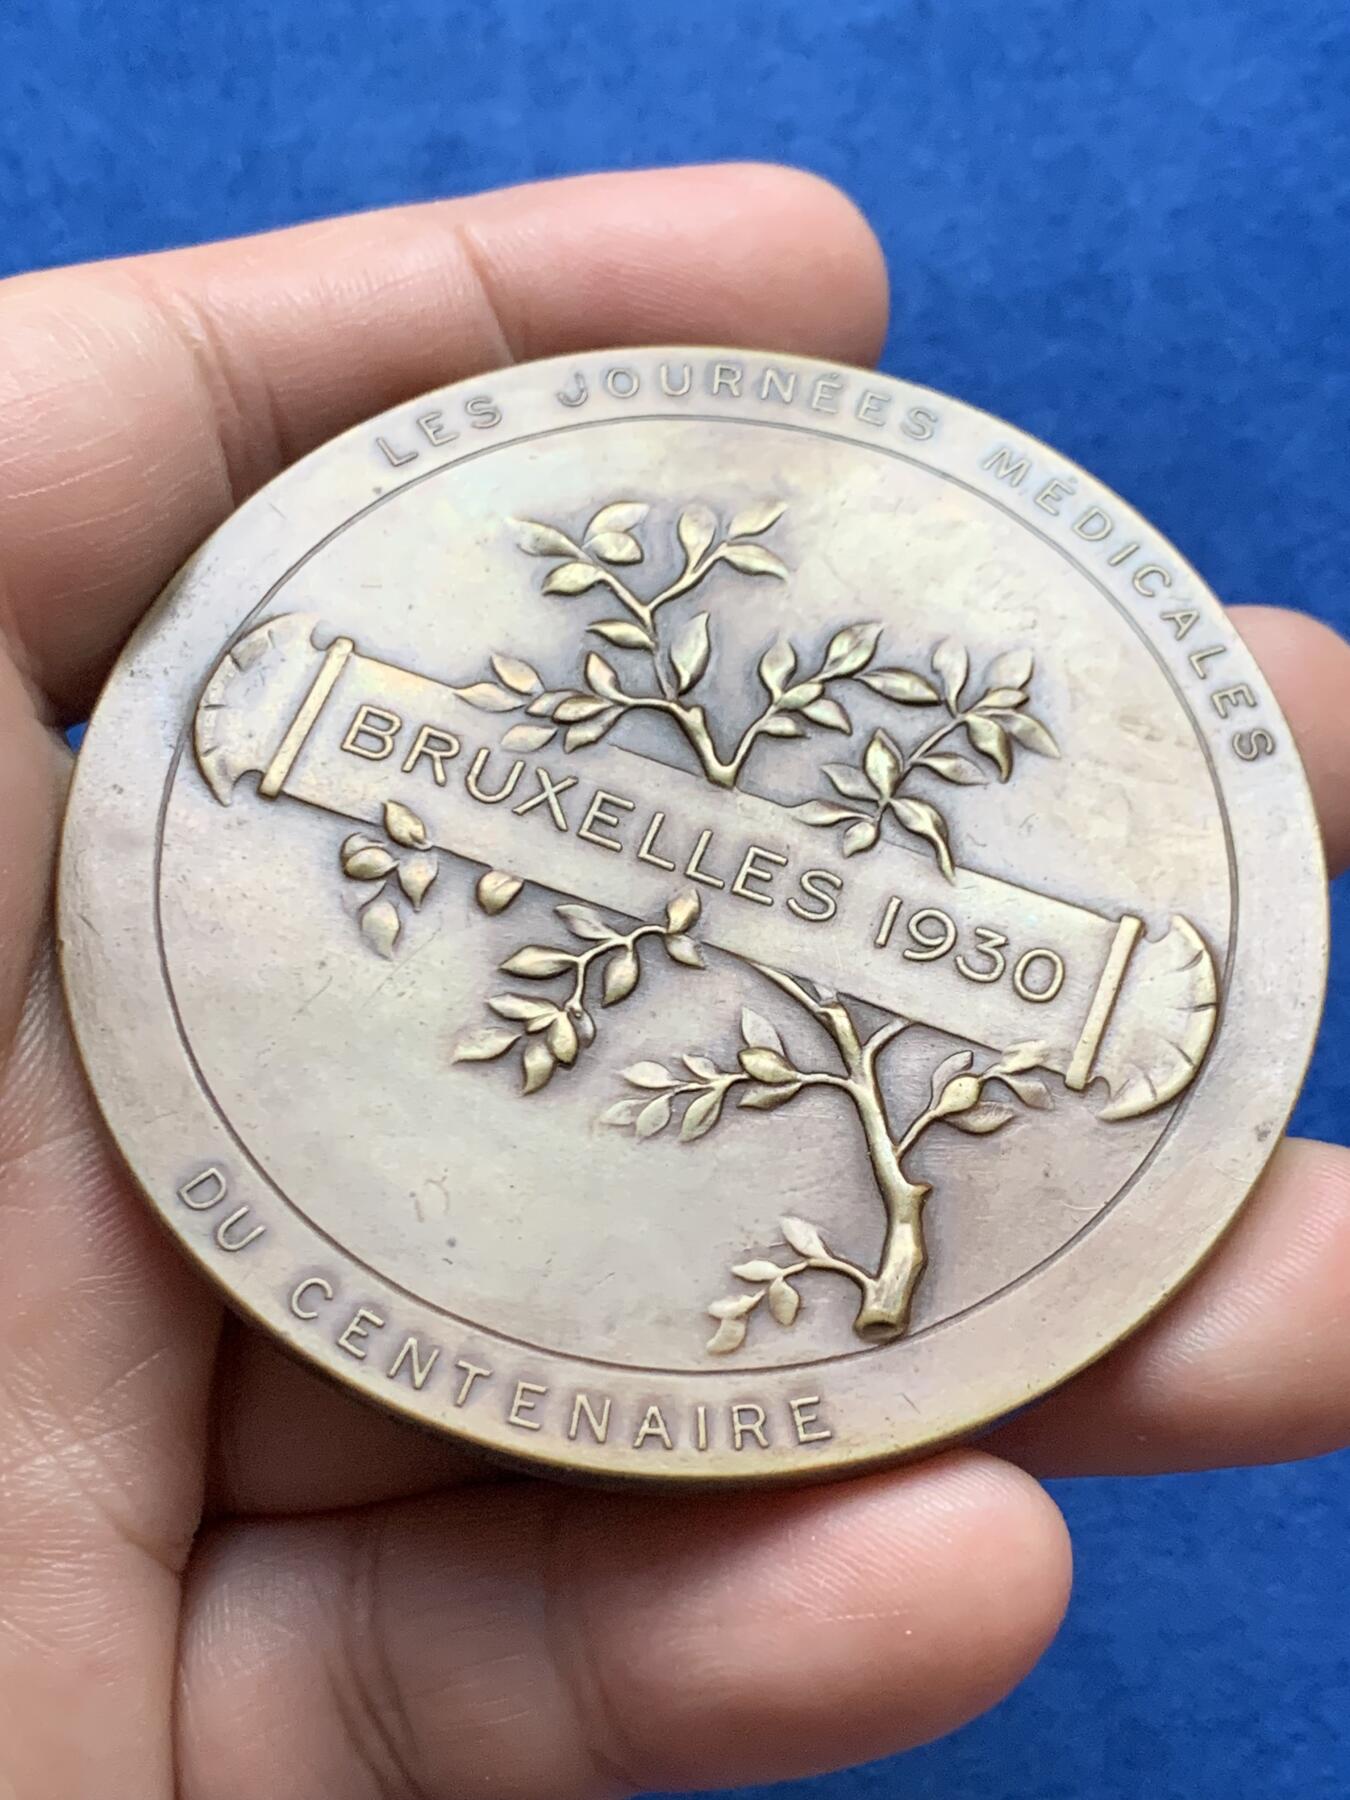 LES JOURNÉES MÉDICALES
BRUXELLES 1930
DU CENTENAIRE